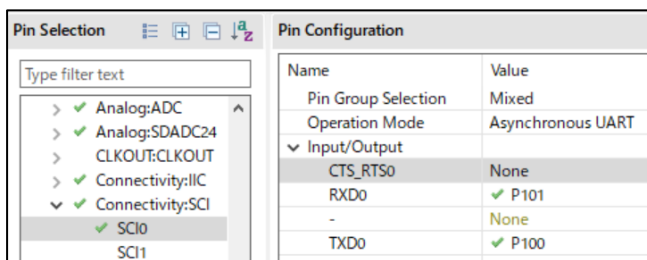 Pin Selection
Type filter text
Analog:ADC
Analog:SDADC24
CLKOUT:CLKOUT
Connectivity:IIC
Connectivity:SCI
SCI0
SCI1
Pin Configuration
Name Value
Pin Group Selection Mixed
Operation Mode Asynchronous UART
Input/Output
CTS_RTS0 None
RXD0 P101
- None
TXD0 P100